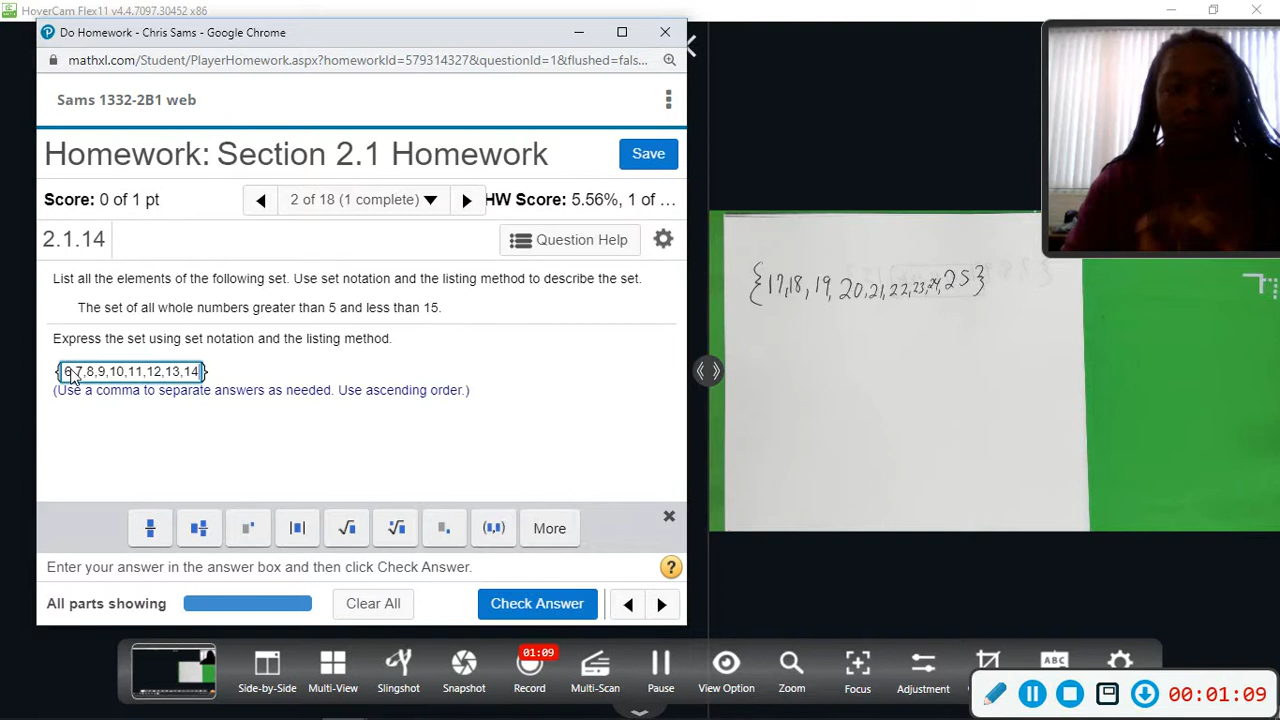 HoverCam Flex11 v4.4.7097.30452 x86
Do Homework - Chris Sams - Google Chrome
mathxl.com/Student/PlayerHomework.aspx?homeworkId=579314327&questionId=1&flushed=fals...
Sams 1332-2B1 web
Homework: Section 2.1 Homework
Save
Score: 0 of 1 pt
2 of 18 (1 complete)
HW Score: 5.56%, 1 of ...
2.1.14
Question Help
List all the elements of the following set. Use set notation and the listing method to describe the set.
The set of all whole numbers greater than 5 and less than 15.
Express the set using set notation and the listing method.
{6,7,8,9,10,11,12,13,14}
(Use a comma to separate answers as needed. Use ascending order.)
More
Enter your answer in the answer box and then click Check Answer.
?
All parts showing
Clear All
Check Answer
{17,18,19,20,21,22,23,24,25}
01:09
ABC
Side-by-Side
Multi-View
Slingshot
Snapshot
Record
Multi-Scan
Pause
View Option
Zoom
Focus
Adjustment
00:01:09